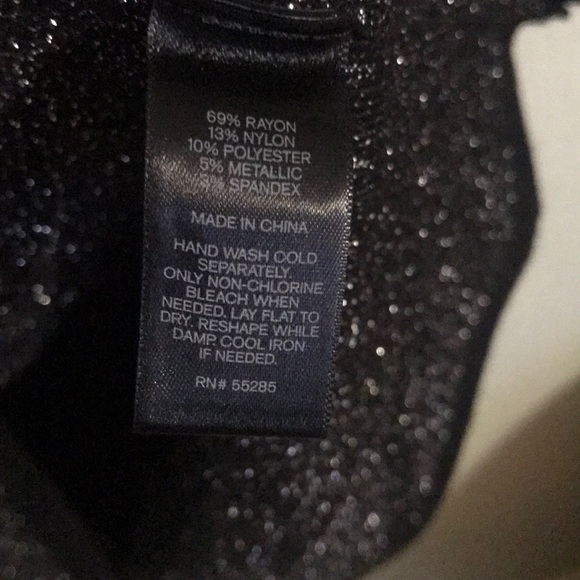 69% RAYON
13% NYLON
10% POLYESTER
5% METALLIC
SPANDEX
MADE IN CHINA
HAND WASH COLD
SEPARATELY.
ONLY NON-CHLORINE
BLEACH WHEN
NEEDED. LAY FLAT TO
DRY. RESHAPE WHILE
DAMP. COOL IRON
IF NEEDED.
RN# 55285